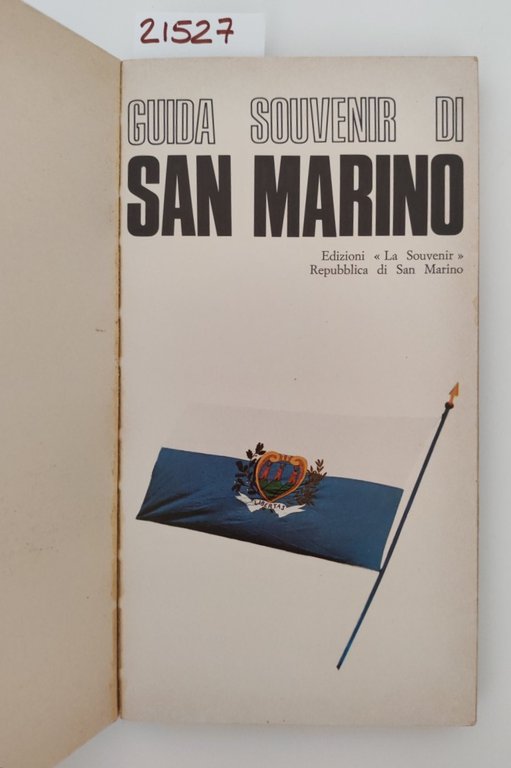 21527
GUIDA SOUVENIR DI
SAN MARINO
Edizioni « La Souvenir »
Repubblica di San Marino
LIBERTAS